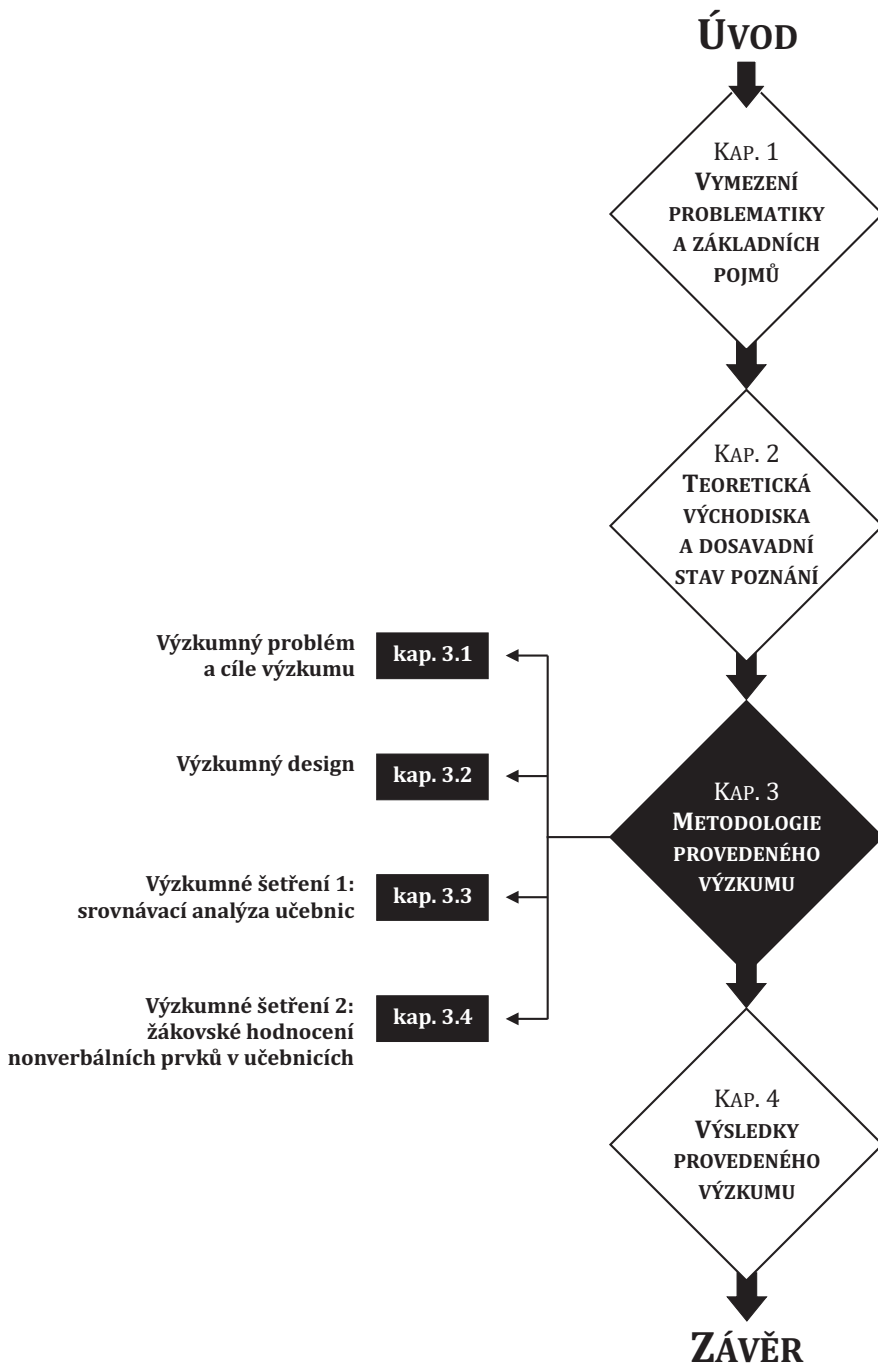 ÚVOD
KAP. 1
VYMEZENÍ
PROBLEMATIKY
A ZÁKLADNÍCH
POJMŮ
KAP. 2
TEORETICKÁ
VÝCHODISKA
A DOSAVADNÍ
STAV POZNÁNÍ
Výzkumný problém
a cíle výzkumu
kap. 3.1
Výzkumný design
kap. 3.2
KAP. 3
METODOLOGIE
PROVEDENÉHO
VÝZKUMU
Výzkumné šetření 1:
srovnávací analýza učebnic
kap. 3.3
Výzkumné šetření 2:
žákovské hodnocení
nonverbálních prvků v učebnicích
kap. 3.4
KAP. 4
VÝSLEDKY
PROVEDENÉHO
VÝZKUMU
ZÁVĚR